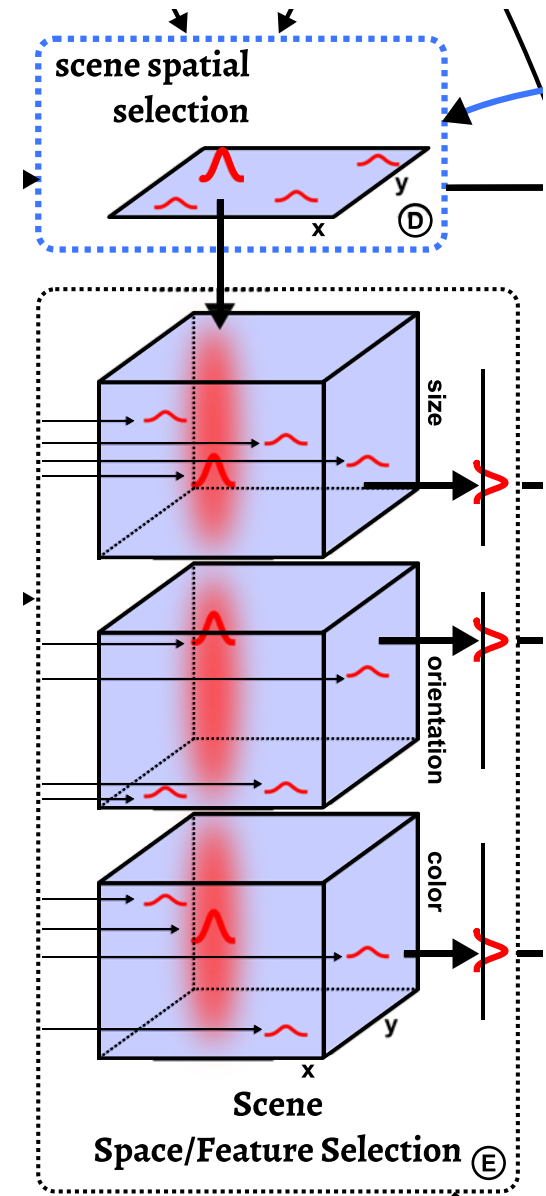 scene spatial
selection
y
x
D
size
orientation
color
y
x
Scene
Space/Feature Selection
E